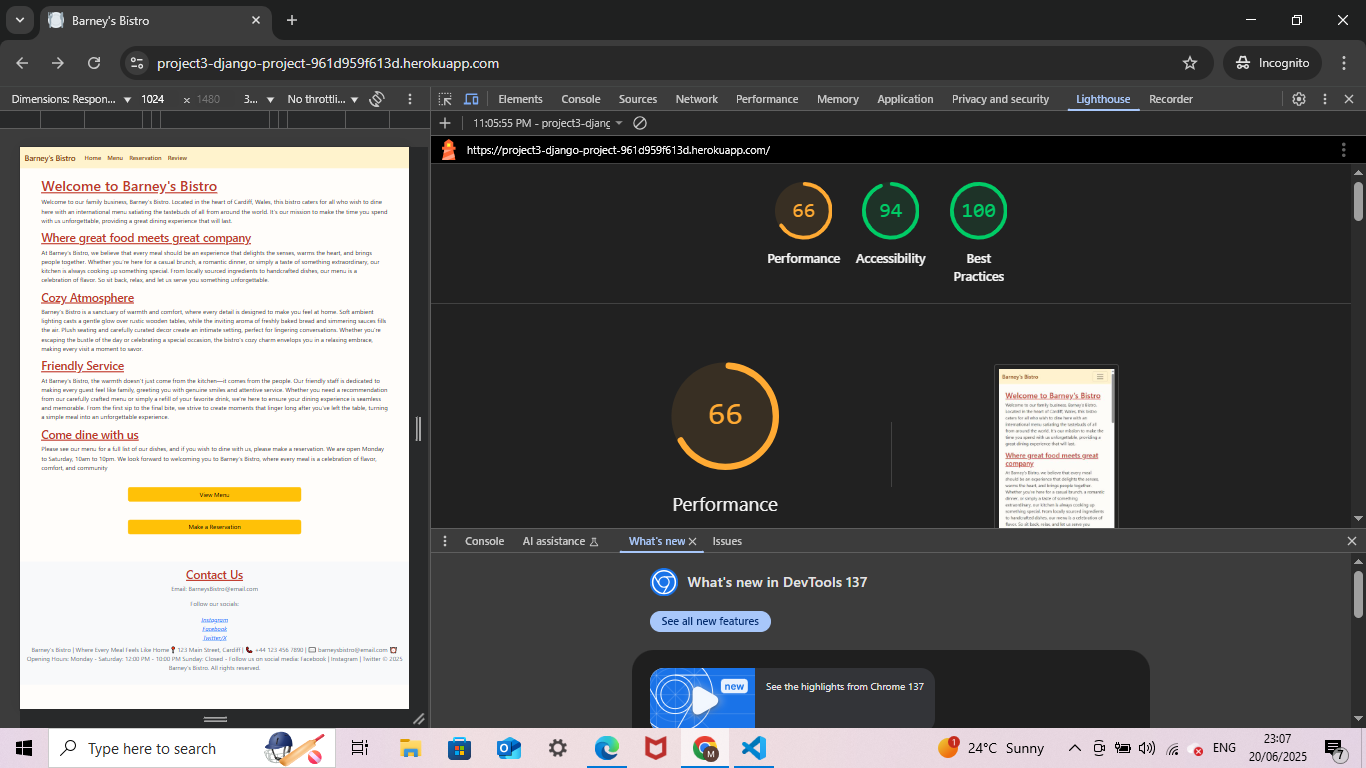 Barney's Bistro
project3-django-project-961d959f613d.herokuapp.com
Incognito
Dimensions: Respon... 1024 × 1480 3... No throttli...
Elements Console Sources Network Performance Memory Application Privacy and security Lighthouse Recorder
11:05:55 PM - project3-djang
https://project3-django-project-961d959f613d.herokuapp.com/
Barney's Bistro Home Menu Reservation Review
Welcome to Barney's Bistro
Welcome to our family business, Barney's Bistro. Located in the heart of Cardiff, Wales, this bistro caters for all who wish to dine
here with an international menu satiating the tastebuds of all from around the world. It's our mission to make the time you spend
with us unforgettable, providing a great dining experience that will last.
Where great food meets great company
At Barney's Bistro, we believe that every meal should be an experience that delights the senses, warms the heart, and brings
people together. Whether you're here for a casual brunch, a romantic dinner, or simply a taste of something extraordinary, our
kitchen is always cooking up something special. From locally sourced ingredients to handcrafted dishes, our menu is a
celebration of flavor. So sit back, relax, and let us serve you something unforgettable.
Cozy Atmosphere
Barney's Bistro is a sanctuary of warmth and comfort, where every detail is designed to make you feel at home. Soft ambient
lighting casts a gentle glow over rustic wooden tables, while the inviting aroma of freshly baked bread and simmering sauces fills
the air. Plush seating and carefully curated decor create an intimate setting, perfect for lingering conversations. Whether you're
escaping the bustle of the day or celebrating a special occasion, the bistro's cozy charm envelops you in a relaxing embrace,
making every visit a moment to savor.
Friendly Service
At Barney's Bistro, the warmth doesn't just come from the kitchen—it comes from the people. Our friendly staff is dedicated to
making every guest feel like family, greeting you with genuine smiles and attentive service. Whether you need a recommendation
from our carefully crafted menu or simply a refill of your favorite drink, we're here to ensure your dining experience is seamless
and memorable. From the first sip to the final bite, we strive to create moments that linger long after you've left the table, turning
a simple meal into an unforgettable experience.
Come dine with us
Please see our menu for a full list of our dishes, and if you wish to dine with us, please make a reservation. We are open Monday
to Saturday, 10am to 10pm. We look forward to welcoming you to Barney's Bistro, where every meal is a celebration of flavor,
comfort, and community
View Menu
Make a Reservation
Contact Us
Email: BarneysBistro@email.com
Follow our socials:
Instagram
Facebook
Twitter/X
Barney's Bistro | Where Every Meal Feels Like Home 📍 123 Main Street, Cardiff | 📞 +44 123 456 7890 | ✉️ barneysbistro@email.com ⏰
Opening Hours: Monday - Saturday: 12:00 PM - 10:00 PM Sunday: Closed - Follow us on social media: Facebook | Instagram | Twitter © 2025
Barney's Bistro. All rights reserved.
66 94 100
Performance Accessibility Best
Practices
66
Performance
Barney's Bistro
Welcome to Barney's Bistro
Welcome to our family business, Barney's Bistro.
Located in the heart of Cardiff, Wales, this bistro
caters for all who wish to dine here with an
international menu satiating the tastebuds of all
from around the world. It's our mission to make the
time you spend with us unforgettable, providing a
great dining experience that will last.
Where great food meets great
company
At Barney's Bistro, we believe that every meal
should be an experience that delights the senses,
warms the heart, and brings people together.
Whether you're here for a casual brunch, a romantic
dinner, or simply a taste of something
extraordinary, our kitchen is always cooking up
something special. From locally sourced ingredients
to handcrafted dishes, our menu is a celebration of
flavor. So sit back, relax, and let us serve you
Console AI assistance What's new Issues
What's new in DevTools 137
See all new features
new
See the highlights from Chrome 137
Type here to search
M
1
24°C Sunny
ENG
23:07
20/06/2025
7